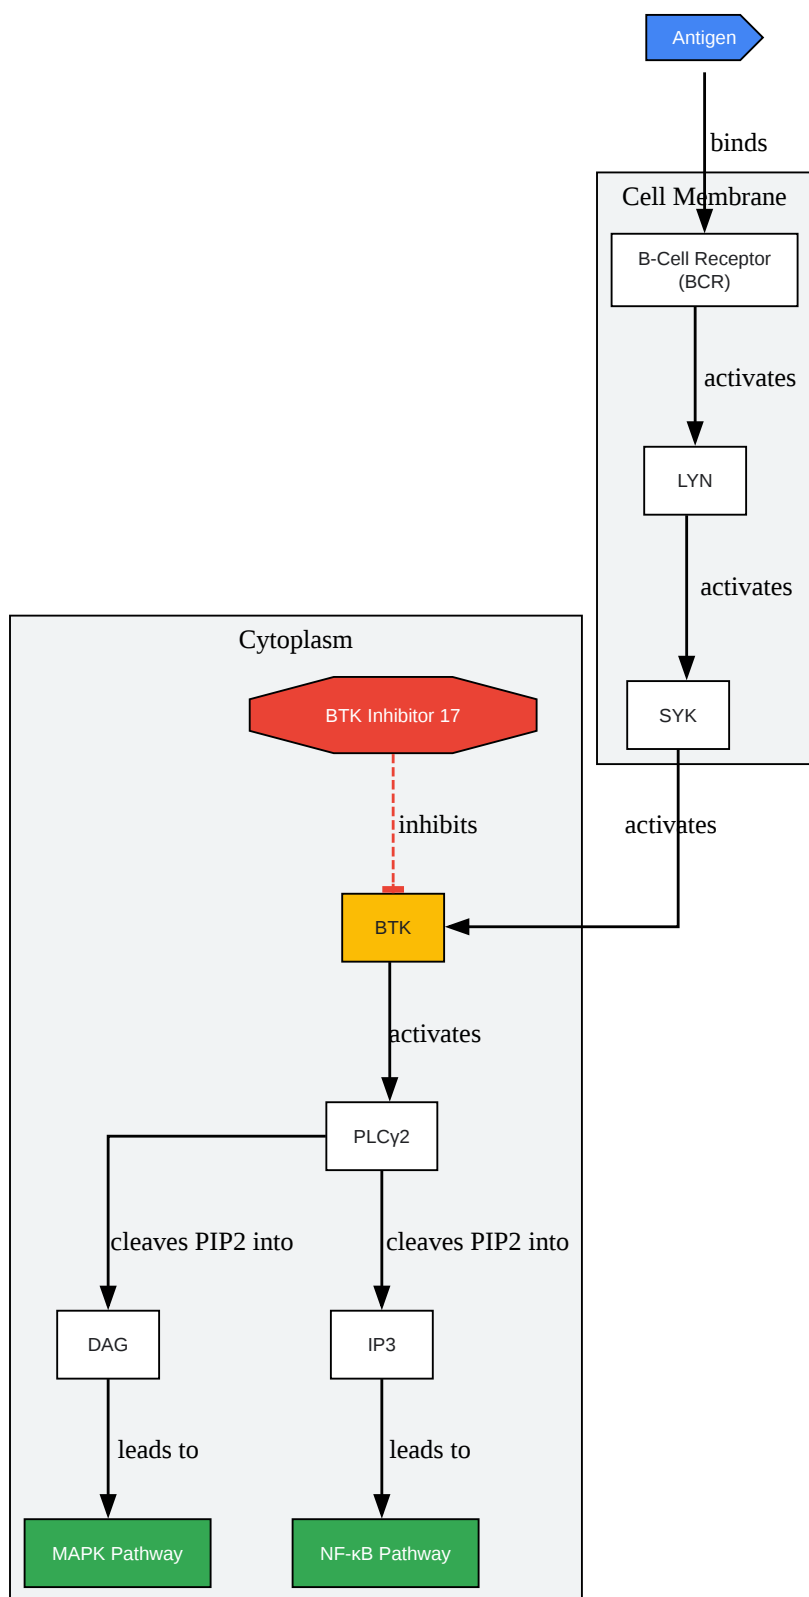 Antigen
binds
Cell Membrane
B-Cell Receptor
(BCR)
activates
LYN
activates
SYK
activates
Cytoplasm
BTK Inhibitor 17
inhibits
BTK
activates
PLCγ2
cleaves PIP2 into
cleaves PIP2 into
DAG
IP3
leads to
leads to
MAPK Pathway
NF-κB Pathway